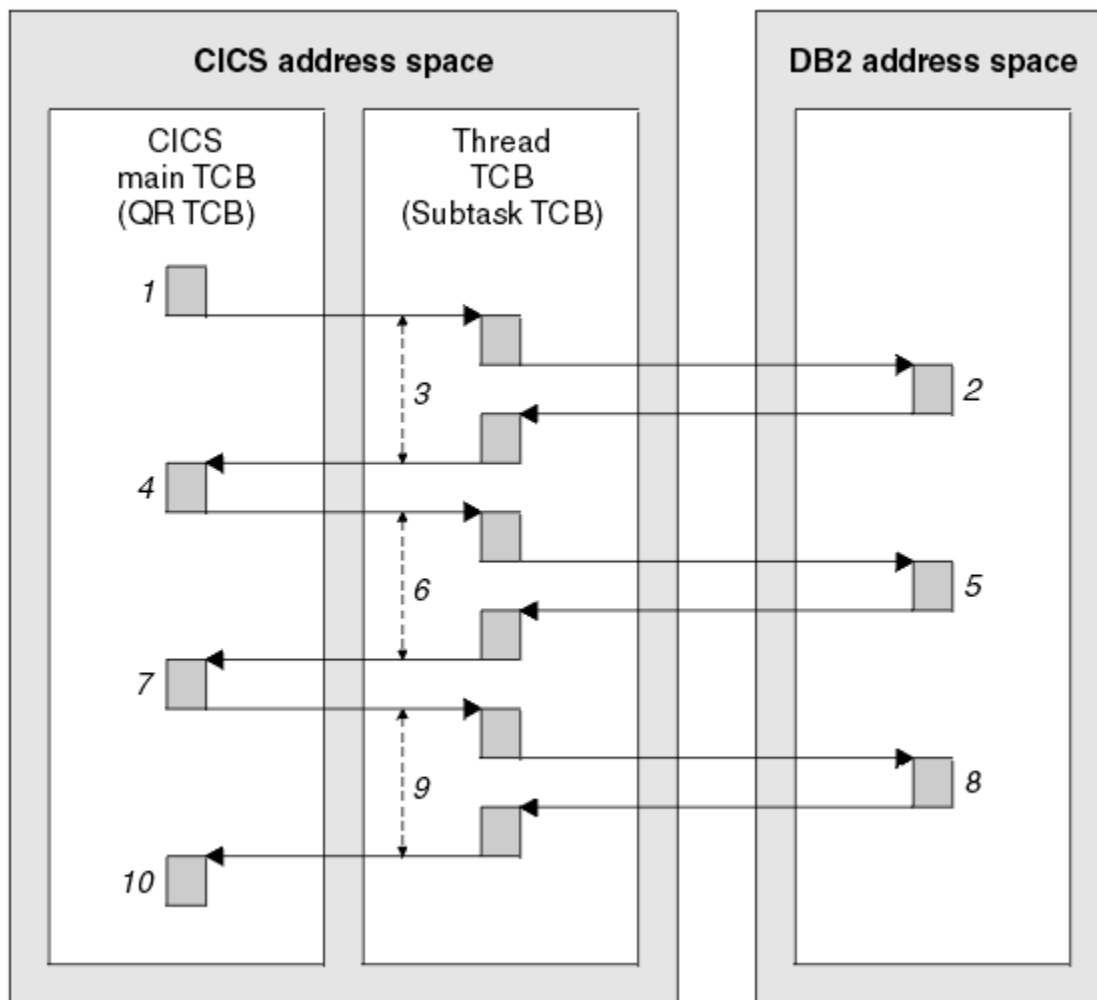 CICS address space
DB2 address space
CICS
main TCB
(QR TCB)
Thread
TCB
(Subtask TCB)
1
2
3
4
5
6
7
8
9
10